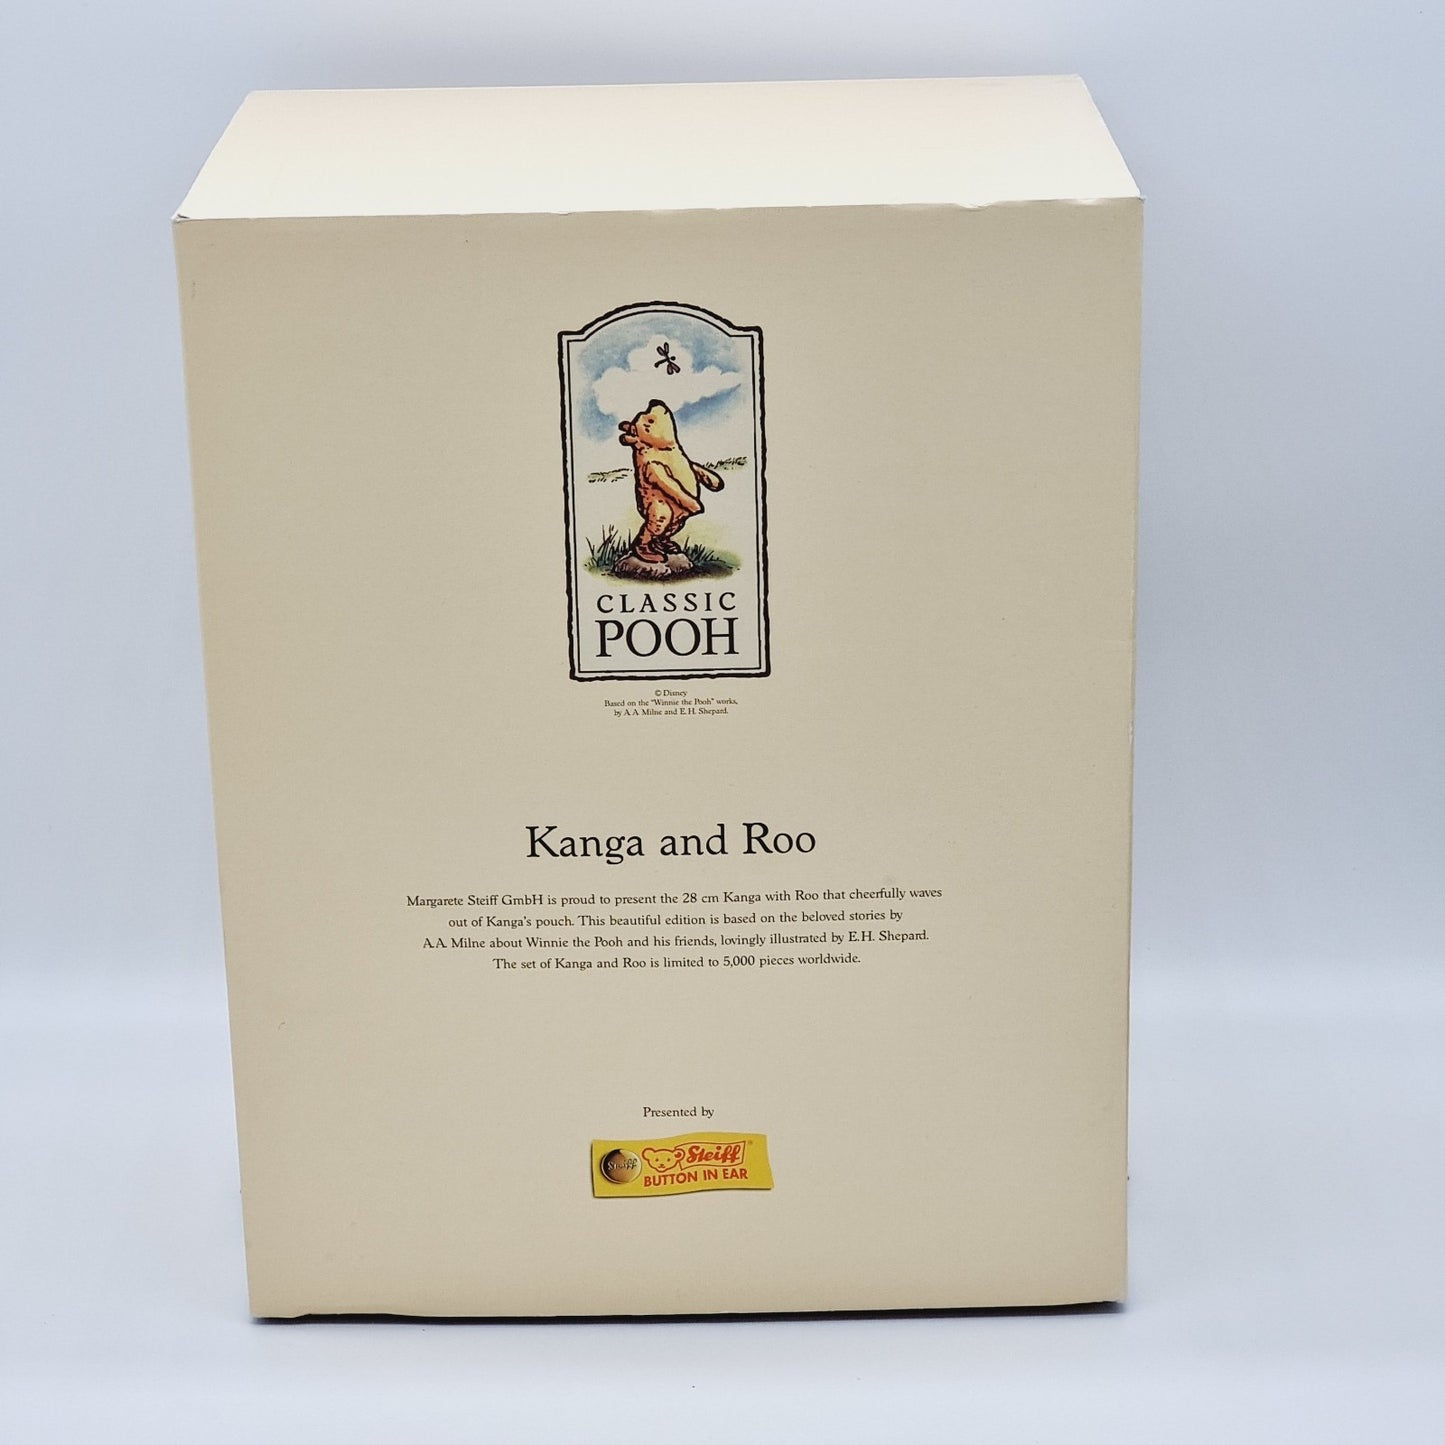 CLASSIC
POOH
© Disney
Based on the "Winnie the Pooh" works,
by A.A. Milne and E.H. Shepard.
Kanga and Roo
Margarete Steiff GmbH is proud to present the 28 cm Kanga with Roo that cheerfully waves
out of Kanga's pouch. This beautiful edition is based on the beloved stories by
A.A. Milne about Winnie the Pooh and his friends, lovingly illustrated by E.H. Shepard.
The set of Kanga and Roo is limited to 5,000 pieces worldwide.
Presented by
Steiff
Steiff®
BUTTON IN EAR